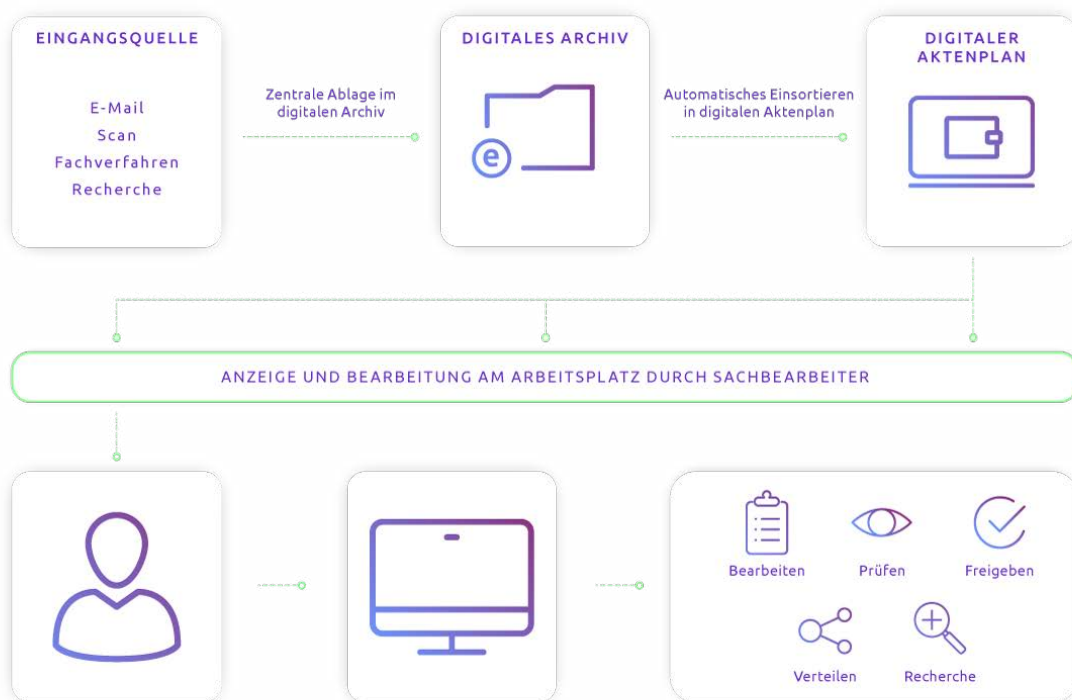 EINGANGSQUELLE
E-Mail
Scan
Fachverfahren
Recherche
Zentrale Ablage im
digitalen Archiv
DIGITALES ARCHIV
e
Automatisches Einsortieren
in digitalen Aktenplan
DIGITALER
AKTENPLAN
ANZEIGE UND BEARBEITUNG AM ARBEITSPLATZ DURCH SACHBEARBEITER
Bearbeiten
Prüfen
Freigeben
Verteilen
Recherche